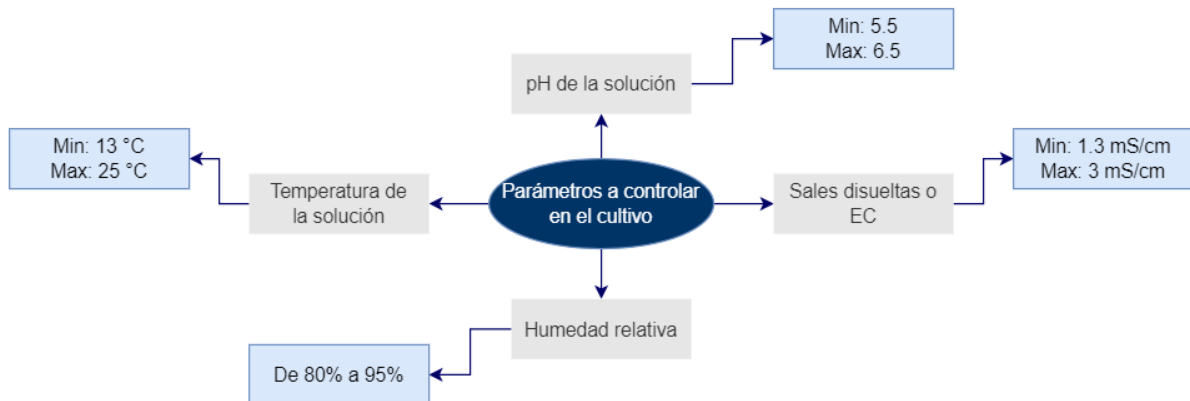 Min: 5.5
Max: 6.5
pH de la solución
Min: 13 °C
Max: 25 °C
Temperatura de
la solución
Parámetros a controlar
en el cultivo
Sales disueltas o
EC
Min: 1.3 mS/cm
Max: 3 mS/cm
Humedad relativa
De 80% a 95%